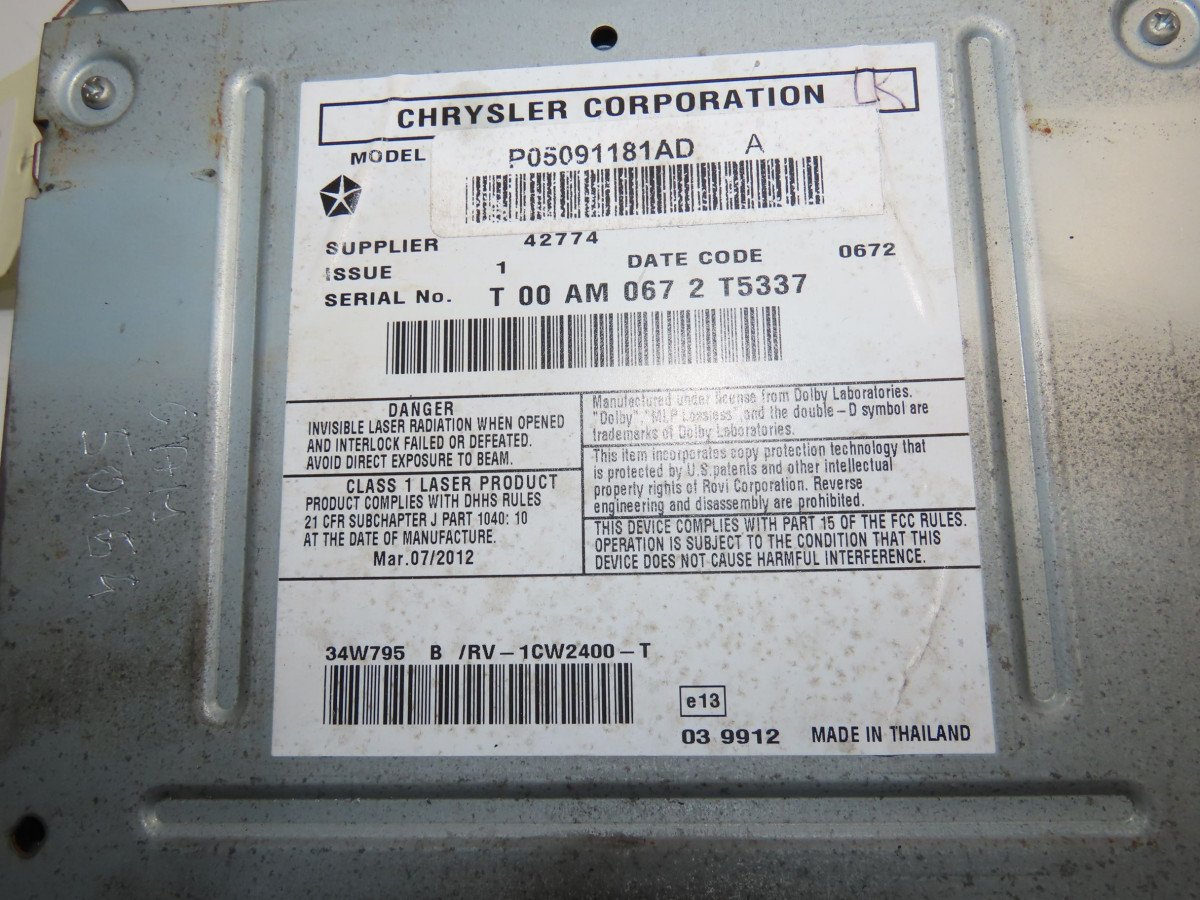 CHRYSLER CORPORATION
MODEL P05091181AD A
SUPPLIER 42774
ISSUE 1 DATE CODE 0672
SERIAL No. T 00 AM 067 2 T5337
DANGER
INVISIBLE LASER RADIATION WHEN OPENED
AND INTERLOCK FAILED OR DEFEATED.
AVOID DIRECT EXPOSURE TO BEAM.
CLASS 1 LASER PRODUCT
PRODUCT COMPLIES WITH DHHS RULES
21 CFR SUBCHAPTER J PART 1040: 10
AT THE DATE OF MANUFACTURE.
Mar.07/2012
Manufactured under license from Dolby Laboratories.
"Dolby","MLP Lossless",and the double-D symbol are
trademarks of Dolby Laboratories.
This item incorporates copy protection technology that
is protected by U.S.patents and other intellectual
property rights of Rovi Corporation. Reverse
engineering and disassembly are prohibited.
THIS DEVICE COMPLIES WITH PART 15 OF THE FCC RULES.
OPERATION IS SUBJECT TO THE CONDITION THAT THIS
DEVICE DOES NOT CAUSE HARMFUL INTERFERENCE.
34W795 B /RV-1CW2400-T
e13
03 9912 MADE IN THAILAND